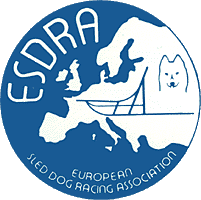 ESDRA
EUROPEAN
SLED DOG RACING ASSOCIATION